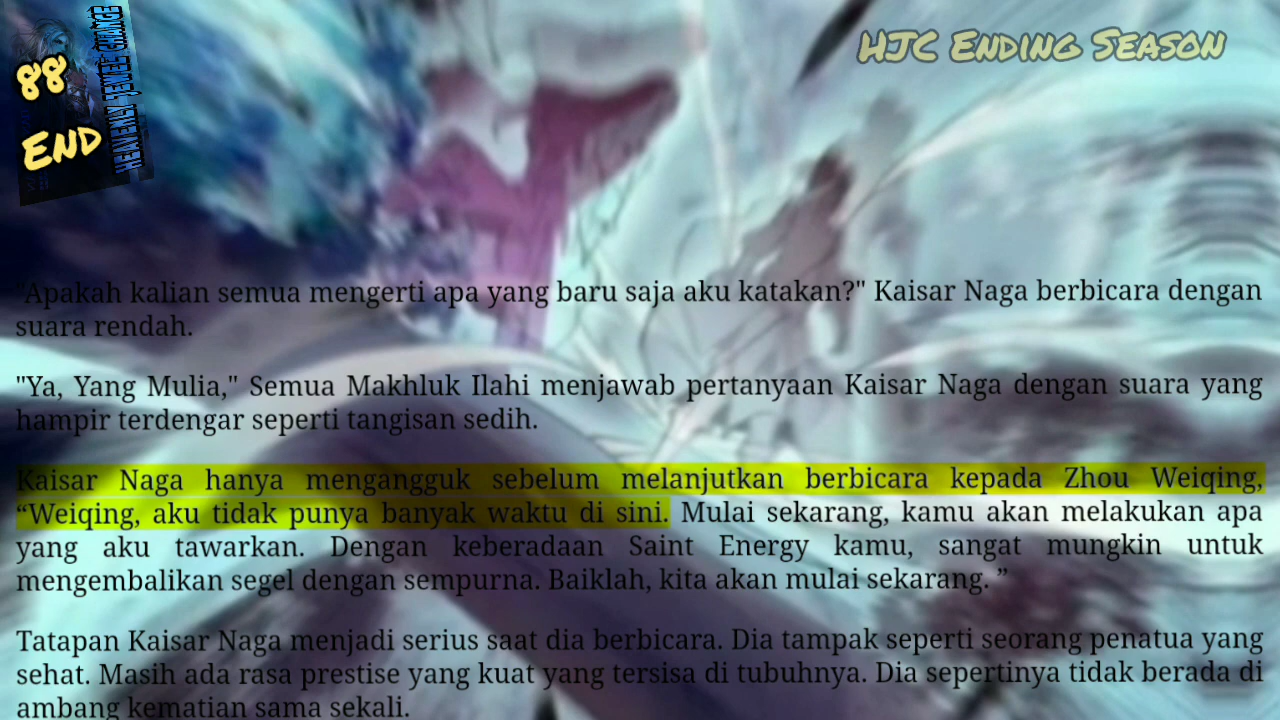 88
END
HEAVENLY JEWEL CHANGE
HJC Ending Season
"Apakah kalian semua mengerti apa yang baru saja aku katakan?" Kaisar Naga berbicara dengan
suara rendah.
"Ya, Yang Mulia," Semua Makhluk Ilahi menjawab pertanyaan Kaisar Naga dengan suara yang
hampir terdengar seperti tangisan sedih.
Kaisar Naga hanya mengangguk sebelum melanjutkan berbicara kepada Zhou Weiqing,
“Weiqing, aku tidak punya banyak waktu di sini. Mulai sekarang, kamu akan melakukan apa
yang aku tawarkan. Dengan keberadaan Saint Energy kamu, sangat mungkin untuk
mengembalikan segel dengan sempurna. Baiklah, kita akan mulai sekarang. ”
Tatapan Kaisar Naga menjadi serius saat dia berbicara. Dia tampak seperti seorang penatua yang
sehat. Masih ada rasa prestise yang kuat yang tersisa di tubuhnya. Dia sepertinya tidak berada di
ambang kematian sama sekali.